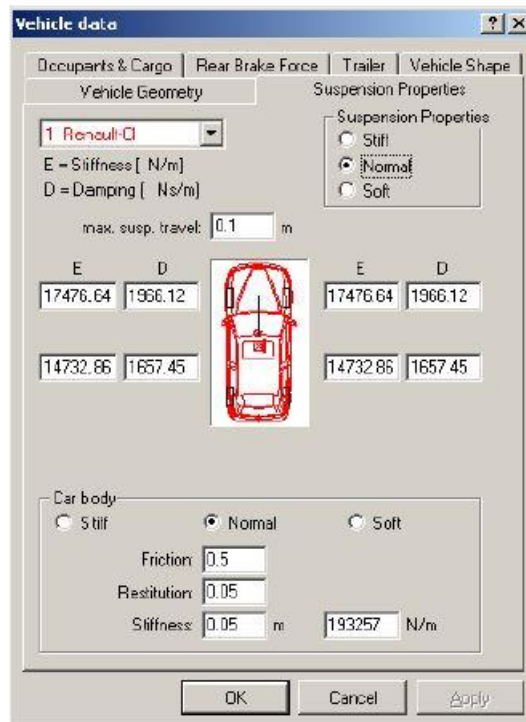 Vehicle data
Occupants & Cargo Rear Brake Force Trailer Vehicle Shape
Vehicle Geometry Suspension Properties
1 Renault-Cl
Suspension Properties
Stiff
Normal
Soft
E = Stiffness [ N/m]
D = Damping [ Ns/m]
max. susp. travel: 0.1 m
E D E D
17476.64 1966.12 17476.64 1966.12
14732.86 1657.45 14732.86 1657.45
Car body
Stiff Normal Soft
Friction: 0.5
Restitution: 0.05
Stiffness: 0.05 m 193257 N/m
OK Cancel Apply